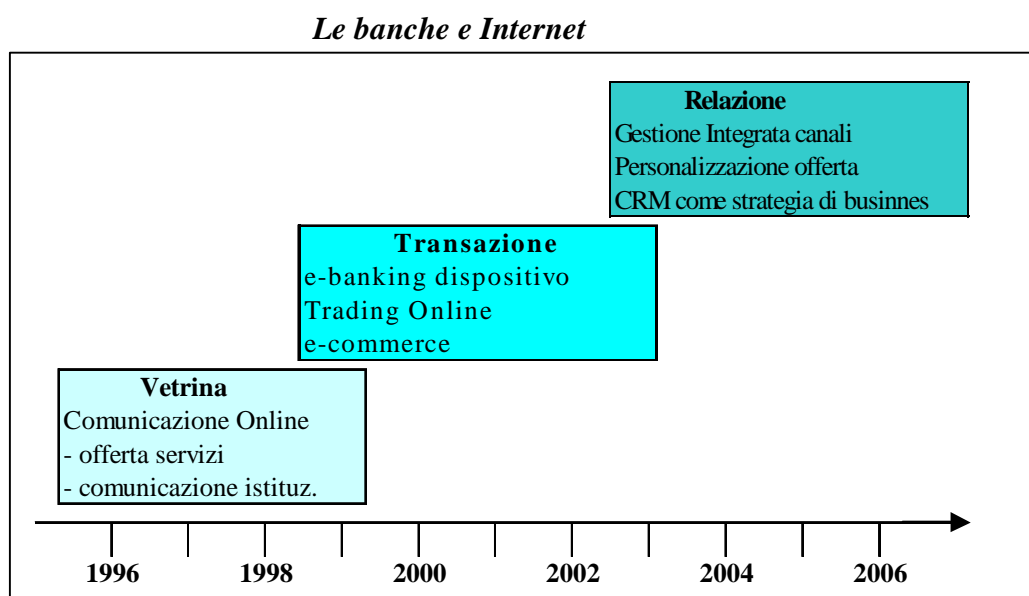 Le banche e Internet
Relazione
Gestione Integrata canali
Personalizzazione offerta
CRM come strategia di businnes
Transazione
e-banking dispositivo
Trading Online
e-commerce
Vetrina
Comunicazione Online
- offerta servizi
- comunicazione istituz.
1996 1998 2000 2002 2004 2006